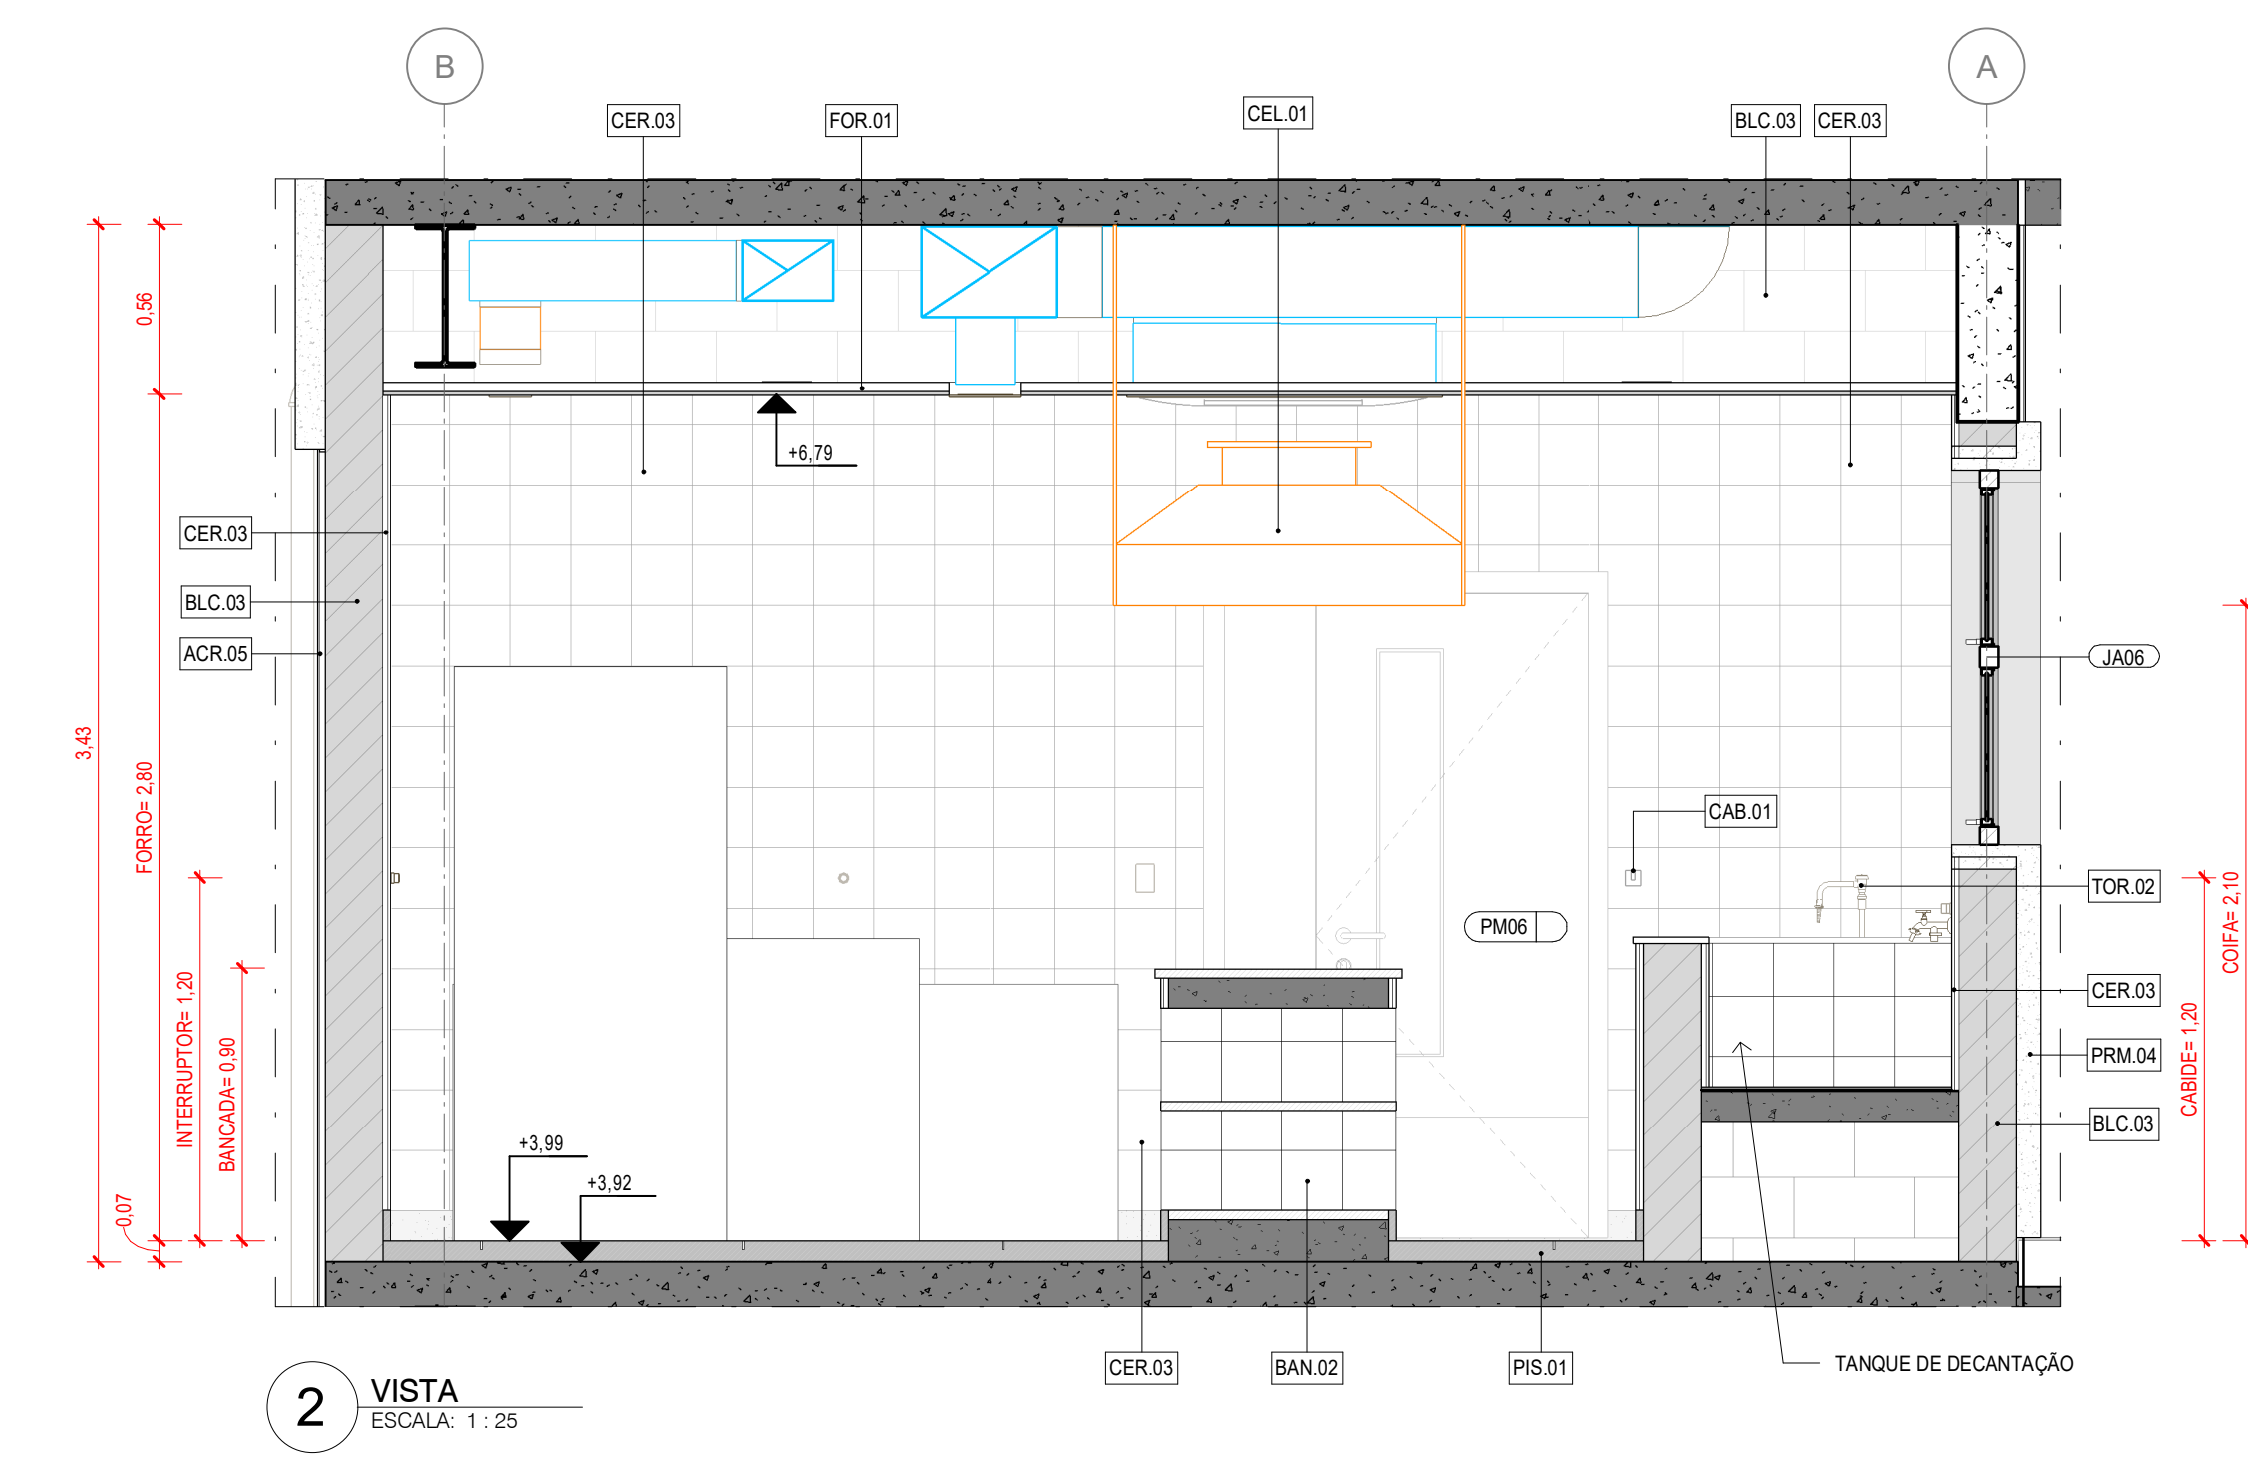 B
A
CER.03
FOR.01
CEL.01
BLC.03
CER.03
0,56
+6,79
CER.03
BLC.03
ACR.05
JA06
3,43
FORRO= 2,80
CAB.01
TOR.02
COIFA= 2,10
PM06
INTERRUPTOR= 1,20
BANCADA= 0,90
CER.03
CABIDE= 1,20
PRM.04
BLC.03
+3,99
+3,92
0,07
CER.03
BAN.02
PIS.01
TANQUE DE DECANTAÇÃO
2
VISTA
ESCALA: 1 : 25